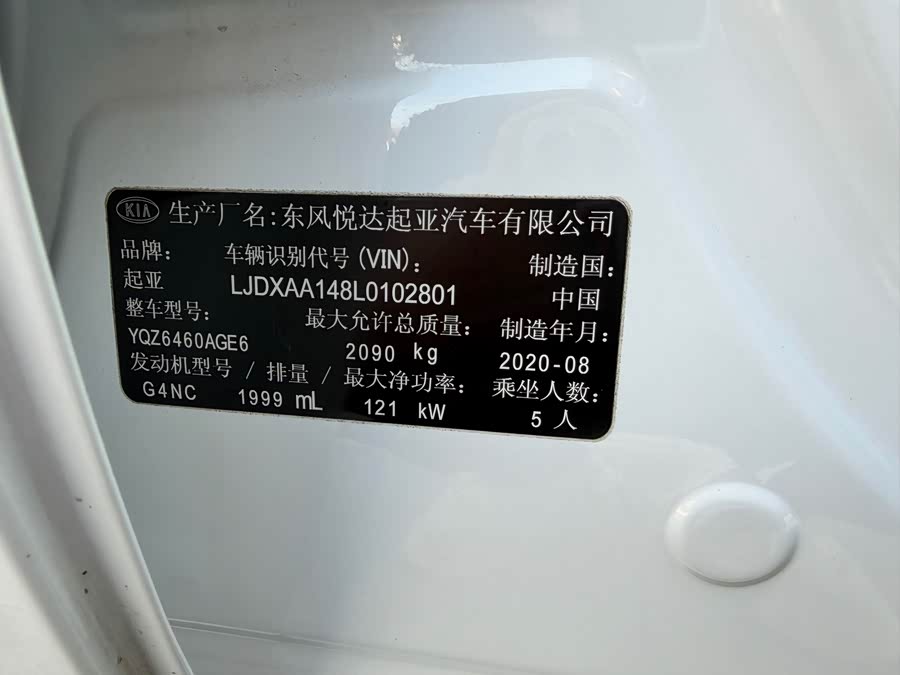 KIA 生产厂名:东风悦达起亚汽车有限公司
品牌: 车辆识别代号(VIN): 制造国:
起亚 LJDXAA148L0102801 中国
整车型号: 最大允许总质量: 制造年月:
YQZ6460AGE6 2090 kg 2020-08
发动机型号 / 排量 / 最大净功率: 乘坐人数:
G4NC 1999 mL 121 kW 5 人